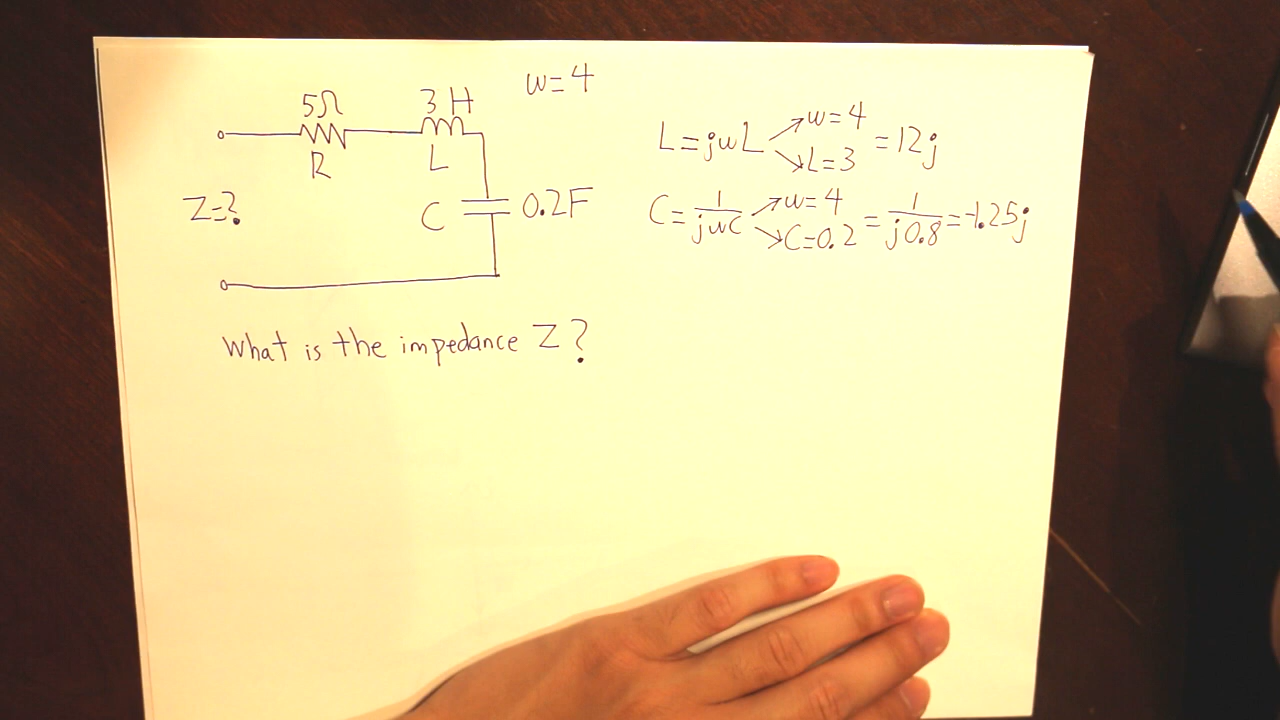 w=4
5Ω 3 H
R L
Z=?
C 0.2F
What is the impedance Z?
L=jwL w=4 L=3 =12j
C=1/jwC w=4 C=0.2 =1/j0.8=-1.25j